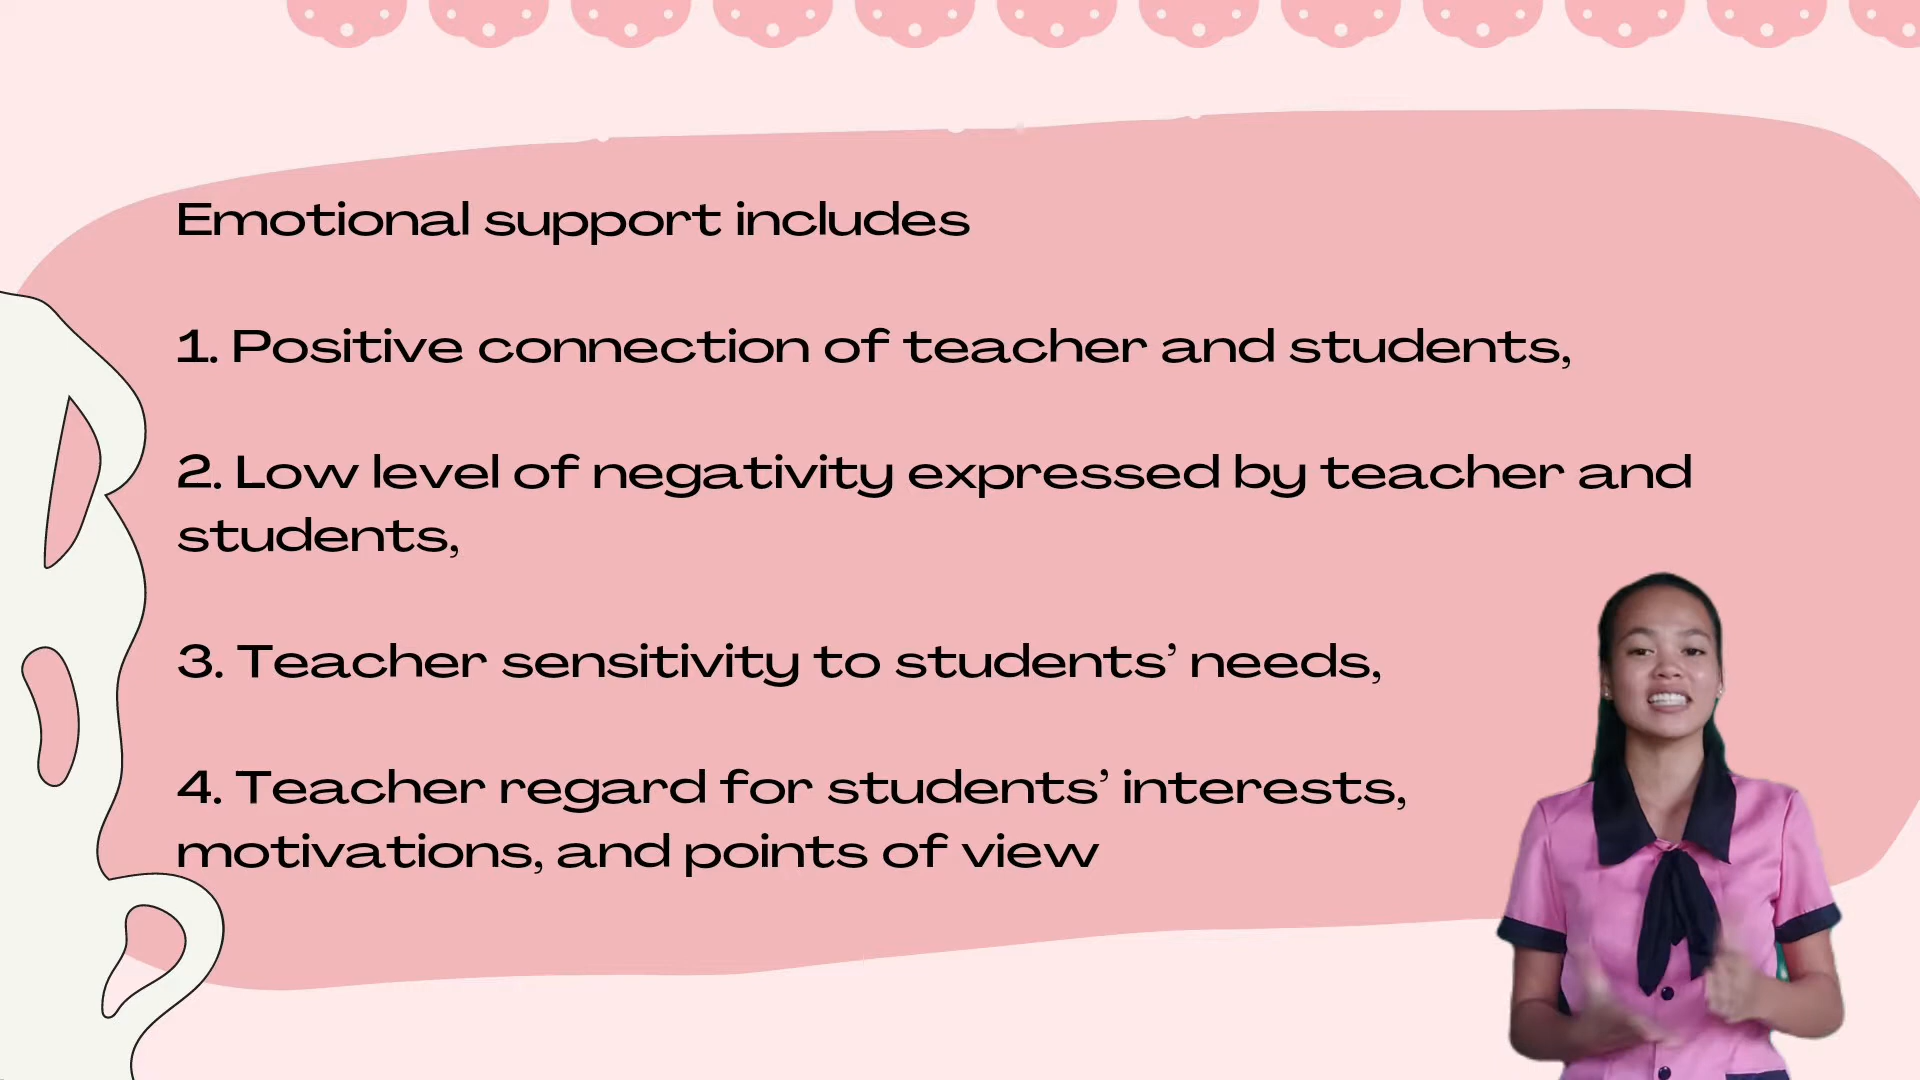 Emotional support includes
1. Positive connection of teacher and students,
2. Low level of negativity expressed by teacher and
students,
3. Teacher sensitivity to students’ needs,
4. Teacher regard for students’ interests,
motivations, and points of view